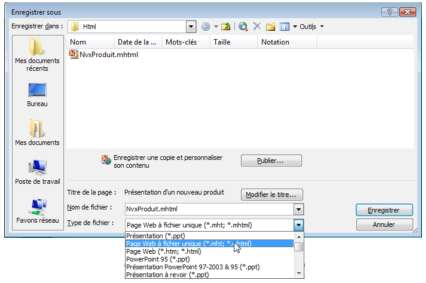 Enregistrer sous
Enregistrer dans : Html Outils
Nom Date de la ... Mots-clés Taille Notation
NvxProduit.mhtml
Mes documents récents
Bureau
Mes documents
Poste de travail
Favoris réseau
Enregistrer une copie et personnaliser son contenu
Publier...
Titre de la page : Présentation d'un nouveau produit Modifier le titre...
Nom de fichier : NvxProduit.mhtml Enregistrer
Type de fichier : Page Web à fichier unique (*.mht; *.mhtml) Annuler
Présentation (*.ppt)
Page Web à fichier unique (*.mht; *.mhtml)
Page Web (*.htm; *.html)
PowerPoint 95 (*.ppt)
Présentation PowerPoint 97-2003 & 95 (*.ppt)
Présentation à revoir (*.ppt)